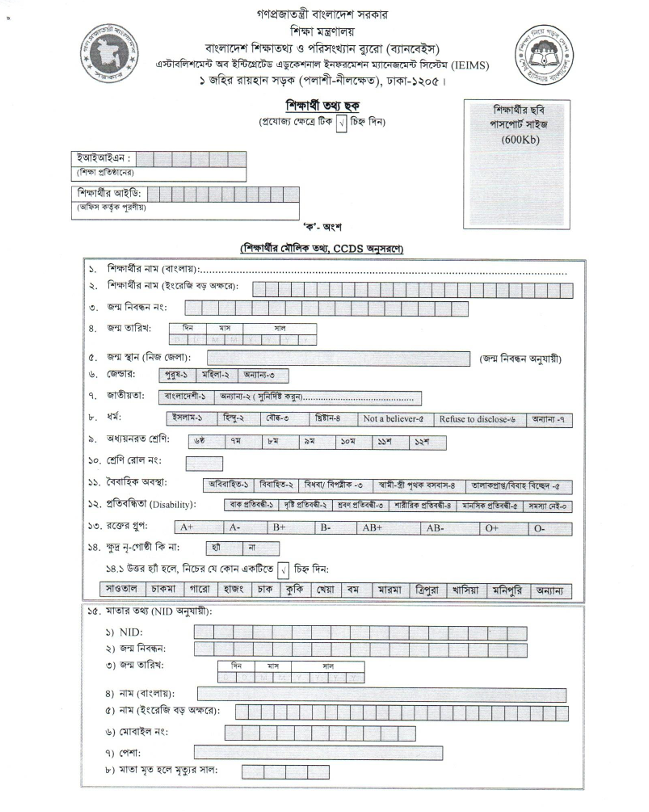 গণপ্রজাতন্ত্রী বাংলাদেশ সরকার
শিক্ষা মন্ত্রণালয়
বাংলাদেশ শিক্ষাতথ্য ও পরিসংখ্যান ব্যুরো (ব্যানবেইস)
এস্টাবলিশমেন্ট অব ইন্টিগ্রেটেড এডুকেশনাল ইনফরমেশন ম্যানেজমেন্ট সিস্টেম (IEIMS)
১ জহির রায়হান সড়ক (পলাশী-নীলক্ষেত), ঢাকা-১২০৫।
শিক্ষার্থী তথ্য ছক
(প্রযোজ্য ক্ষেত্রে টিক √ চিহ্ন দিন)
শিক্ষার্থীর ছবি
পাসপোর্ট সাইজ
(600Kb)
ইআইআইএন :
(শিক্ষা প্রতিষ্ঠানের)
শিক্ষার্থীর আইডি:
(অফিস কর্তৃক পূরণীয়)
‘ক’- অংশ
(শিক্ষার্থীর মৌলিক তথ্য, CCDS অনুসরণে)
১. শিক্ষার্থীর নাম (বাংলায়):
২. শিক্ষার্থীর নাম (ইংরেজি বড় অক্ষরে):
৩. জন্ম নিবন্ধন নং:
৪. জন্ম তারিখ: দিন মাস সাল
D D M M Y Y Y Y
৫. জন্ম স্থান (নিজ জেলা): (জন্ম নিবন্ধন অনুযায়ী)
৬. জেন্ডার: পুরুষ-১ মহিলা-২ অন্যান্য-৩
৭. জাতীয়তা: বাংলাদেশী-১ অন্যান্য-২ (সুনির্দিষ্ট করুন)
৮. ধর্ম: ইসলাম-১ হিন্দু-২ বৌদ্ধ-৩ খ্রিষ্টান-৪ Not a believer-৫ Refuse to disclose-৬ অন্যান্য -৭
৯. অধ্যয়নরত শ্রেণি: ৬ষ্ঠ ৭ম ৮ম ৯ম ১০ম ১১শ ১২শ
১০. শ্রেণি রোল নং:
১১. বৈবাহিক অবস্থা: অবিবাহিত-১ বিবাহিত-২ বিধবা/ বিপত্নীক -৩ স্বামী-স্ত্রী পৃথক বসবাস-৪ তালাকপ্রাপ্ত/বিবাহ বিচ্ছেদ -৫
১২. প্রতিবন্ধিতা (Disability): বাক প্রতিবন্ধী-১ দৃষ্টি প্রতিবন্ধী-২ শ্রবণ প্রতিবন্ধী-৩ শারীরিক প্রতিবন্ধী-৪ মানসিক প্রতিবন্ধী-৫ সমস্যা নেই-০
১৩. রক্তের গ্রুপ: A+ A- B+ B- AB+ AB- O+ O-
১৪. ক্ষুদ্র নৃ-গোষ্ঠী কি না: হ্যাঁ না
১৪.১ উত্তর হ্যাঁ হলে, নিচের যে কোন একটিতে √ চিহ্ন দিন:
সাওতাল চাকমা গারো হাজং চাক কুকি খেয়া বম মারমা ত্রিপুরা খাসিয়া মনিপুরি অন্যান্য
১৫. মাতার তথ্য (NID অনুযায়ী):
১) NID:
২) জন্ম নিবন্ধন:
৩) জন্ম তারিখ: দিন মাস সাল
D D M M Y Y Y Y
৪) নাম (বাংলায়):
৫) নাম (ইংরেজি বড় অক্ষরে):
৬) মোবাইল নং:
৭) পেশা:
৮) মাতা মৃত হলে মৃত্যুর সাল: